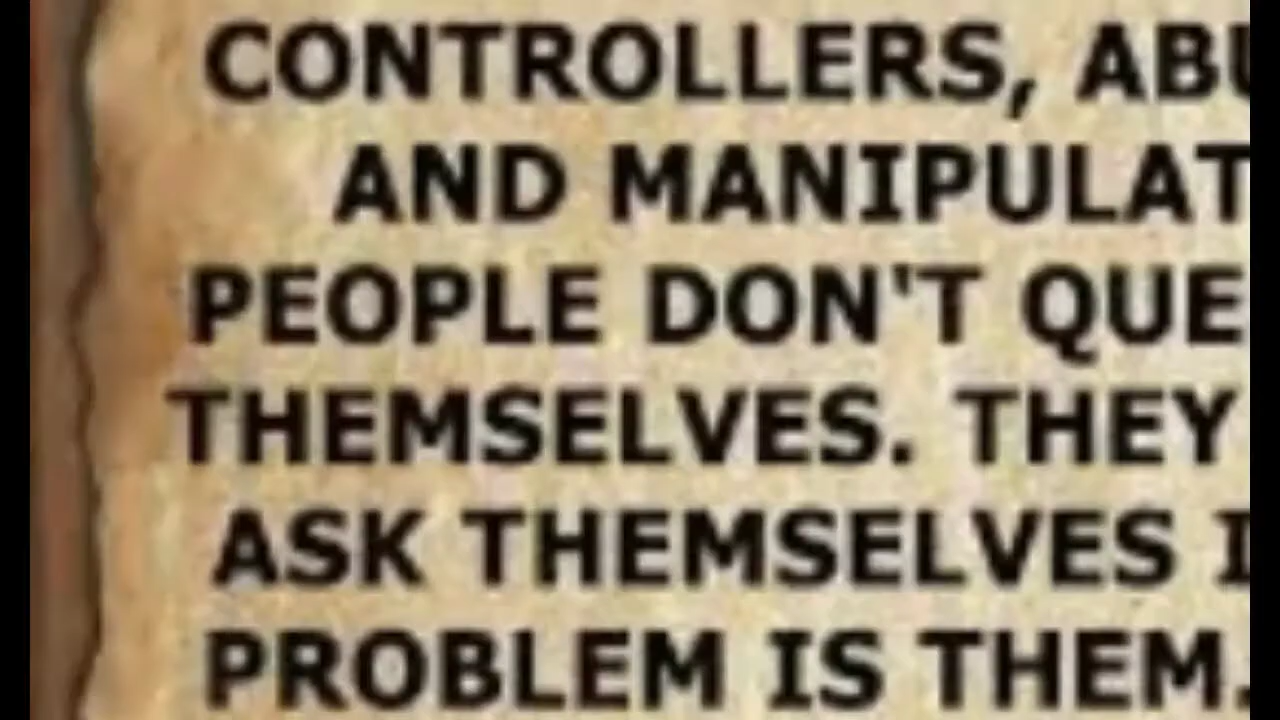 CONTROLLERS, ABU
AND MANIPULAT
PEOPLE DON'T QUE
THEMSELVES. THEY
ASK THEMSELVES I
PROBLEM IS THEM.